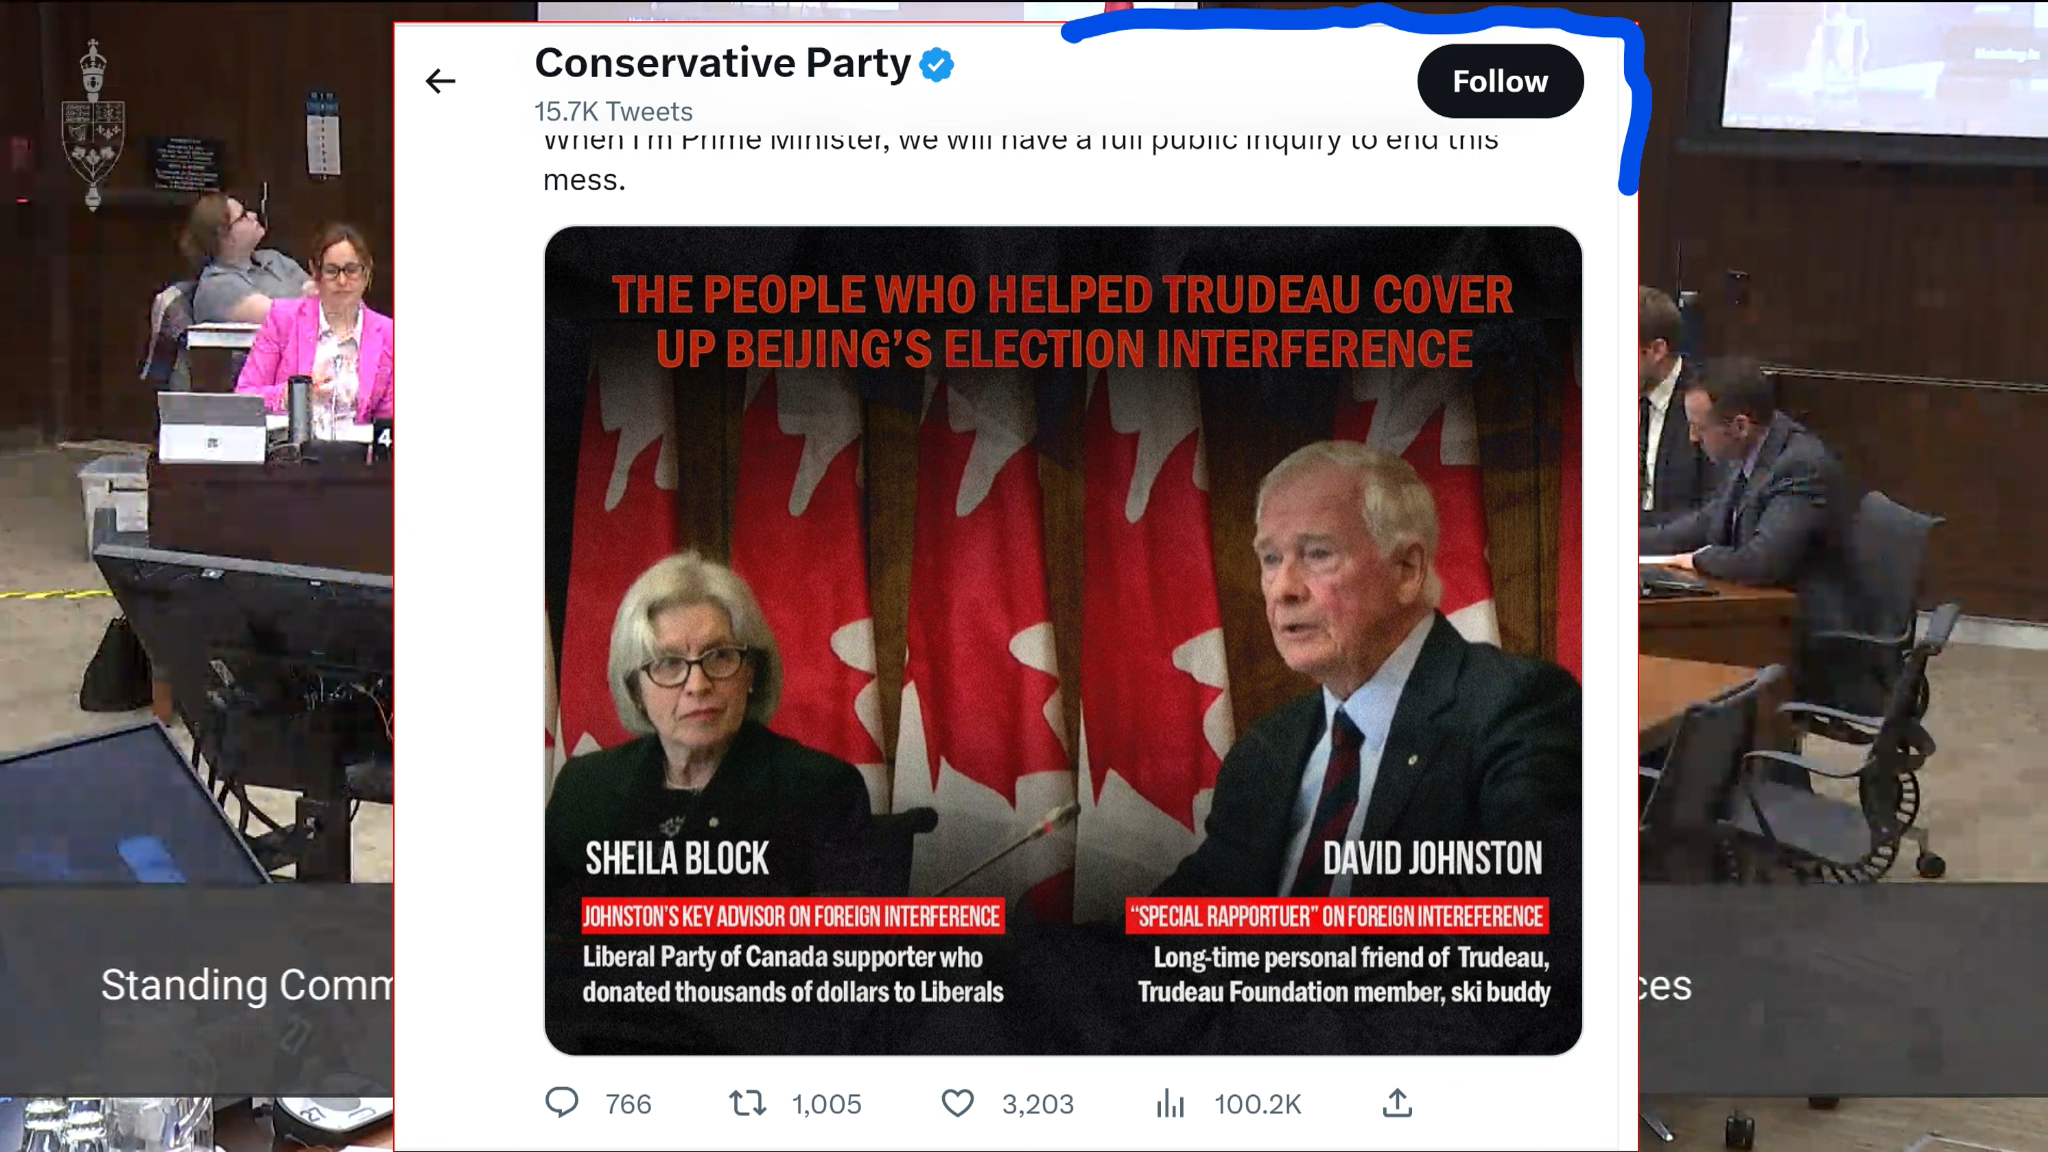 Conservative Party
15.7K Tweets
Follow
When I'm Prime Minister, we will have a full public inquiry to end this
mess.
THE PEOPLE WHO HELPED TRUDEAU COVER
UP BEIJING'S ELECTION INTERFERENCE
SHEILA BLOCK
JOHNSTON'S KEY ADVISOR ON FOREIGN INTERFERENCE
Liberal Party of Canada supporter who
donated thousands of dollars to Liberals
DAVID JOHNSTON
“SPECIAL RAPPORTUER” ON FOREIGN INTEREFERENCE
Long-time personal friend of Trudeau,
Trudeau Foundation member, ski buddy
766
1,005
3,203
100.2K
4
Standing Comm
ces
27